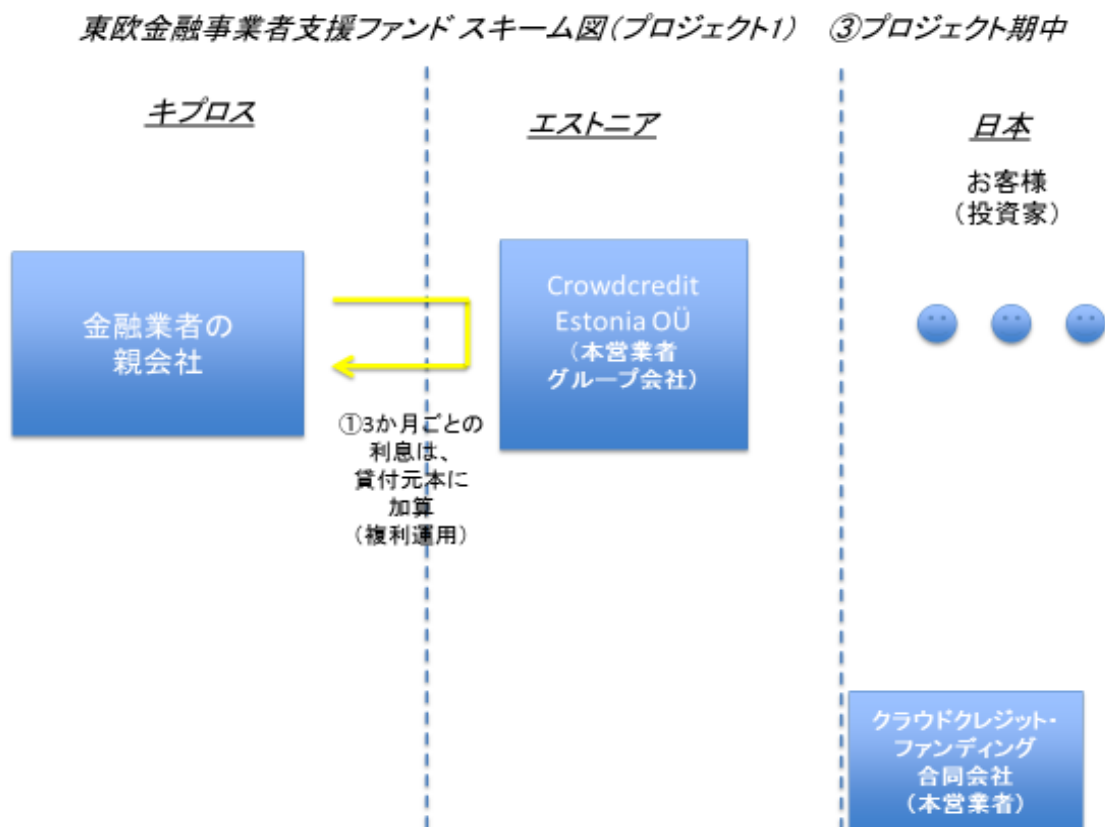 東欧金融事業者支援ファンド スキーム図(プロジェクト1) ③プロジェクト期中
キプロス
エストニア
日本
お客様
(投資家)
金融業者の
親会社
Crowdcredit
Estonia OÜ
(本営業者
グループ会社)
①3か月ごとの
利息は、
貸付元本に
加算
(複利運用)
クラウドクレジット・
ファンディング
合同会社
(本営業者)